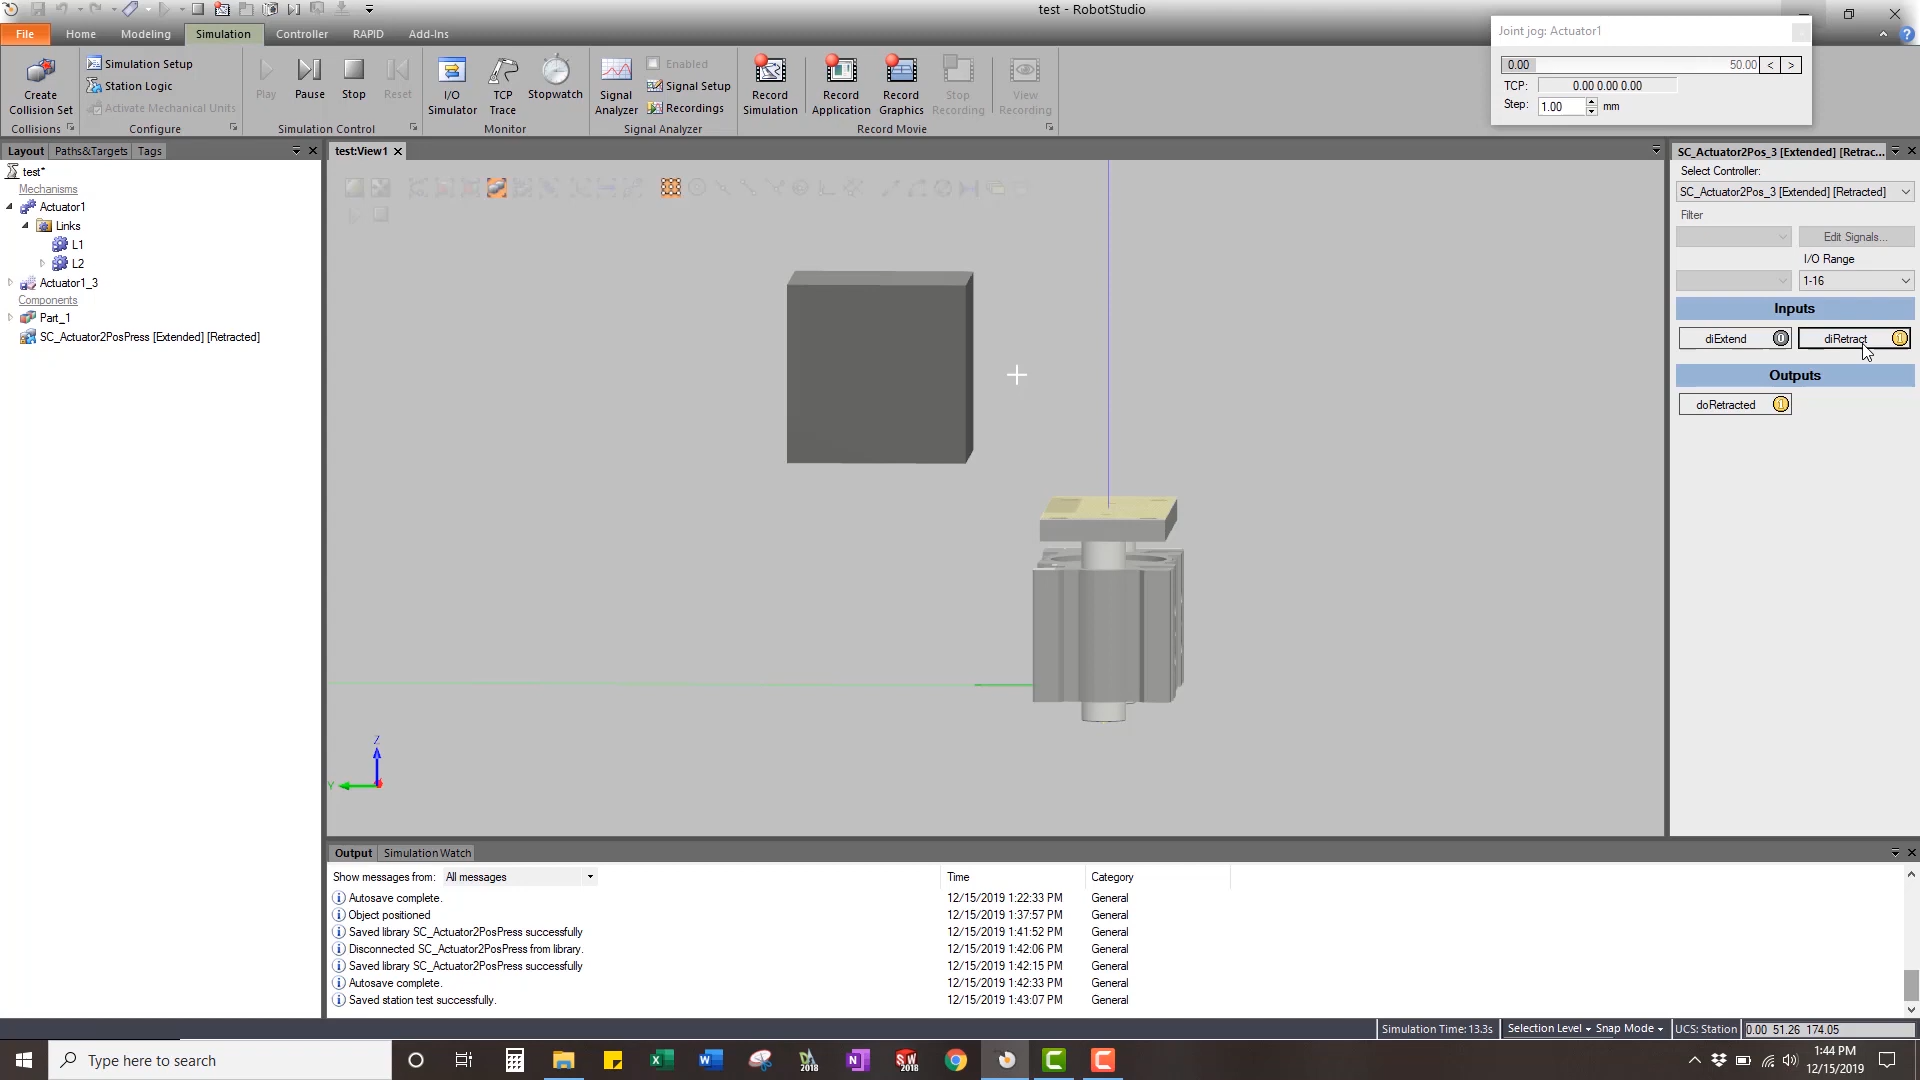 test - RobotStudio
File Home Modeling Simulation Controller RAPID Add-Ins
Joint jog: Actuator1
0.00 50.00 < >
TCP: 0.00 0.00 0.00
Step: 1.00 mm
Create Collision Set
Collisions
Simulation Setup
Station Logic
Activate Mechanical Units
Configure
Play Pause Stop Reset
Simulation Control
I/O Simulator
TCP Trace
Stopwatch
Monitor
Signal Analyzer
Enabled
Signal Setup
Recordings
Signal Analyzer
Record Simulation
Record Application
Record Graphics
Stop Recording
View Recording
Record Movie
Layout Paths&Targets Tags
test*
Mechanisms
Actuator1
Links
L1
L2
Actuator1_3
Components
Part_1
SC_Actuator2PosPress [Extended] [Retracted]
test:View1
Z
Y
SC_Actuator2Pos_3 [Extended] [Retrac...
Select Controller:
SC_Actuator2Pos_3 [Extended] [Retracted]
Filter
Edit Signals...
I/O Range
1-16
Inputs
diExtend 0 diRetract 1
Outputs
doRetracted 1
Output Simulation Watch
Show messages from: All messages Time Category
Autosave complete. 12/15/2019 1:22:33 PM General
Object positioned 12/15/2019 1:37:57 PM General
Saved library SC_Actuator2PosPress successfully 12/15/2019 1:41:52 PM General
Disconnected SC_Actuator2PosPress from library. 12/15/2019 1:42:06 PM General
Saved library SC_Actuator2PosPress successfully 12/15/2019 1:42:15 PM General
Autosave complete. 12/15/2019 1:42:33 PM General
Saved station test successfully. 12/15/2019 1:43:07 PM General
Simulation Time: 13.3s Selection Level Snap Mode UCS: Station 0.00 51.26 174.05
Type here to search
2018
2018
1:44 PM
12/15/2019